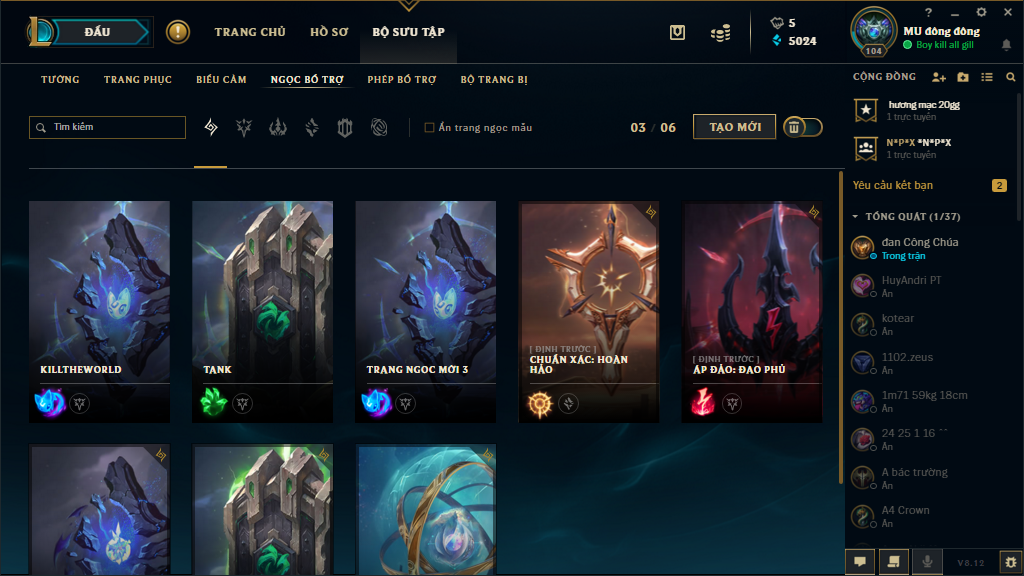 ĐẤU
TRANG CHỦ
HỒ SƠ
BỘ SƯU TẬP
5
5024
104
MU đông đông
Boy kill all gill
TƯỚNG
TRANG PHỤC
BIỂU CẢM
NGỌC BỔ TRỢ
PHÉP BỔ TRỢ
BỘ TRANG BỊ
CỘNG ĐỒNG
Tìm kiếm
Ẩn trang ngọc mẫu
03 / 06
TẠO MỚI
hương mạc 20gg
1 trực tuyến
N*P*X *N*P*X
1 trực tuyến
Yêu cầu kết bạn
2
TỔNG QUÁT (1/37)
đan Công Chúa
Trong trận
HuyAndri PT
Ẩn
kotear
Ẩn
1102.zeus
Ẩn
1m71 59kg 18cm
Ẩn
24 25 1 16 ^^
Ẩn
A bác trường
Ẩn
A4 Crown
Ẩn
KILLTHEWORLD
TANK
TRANG NGỌC MỚI 3
[ ĐỊNH TRƯỚC ]
CHUẨN XÁC: HOÀN
HẢO
[ ĐỊNH TRƯỚC ]
ÁP ĐẢO: ĐAO PHỦ
V8.12